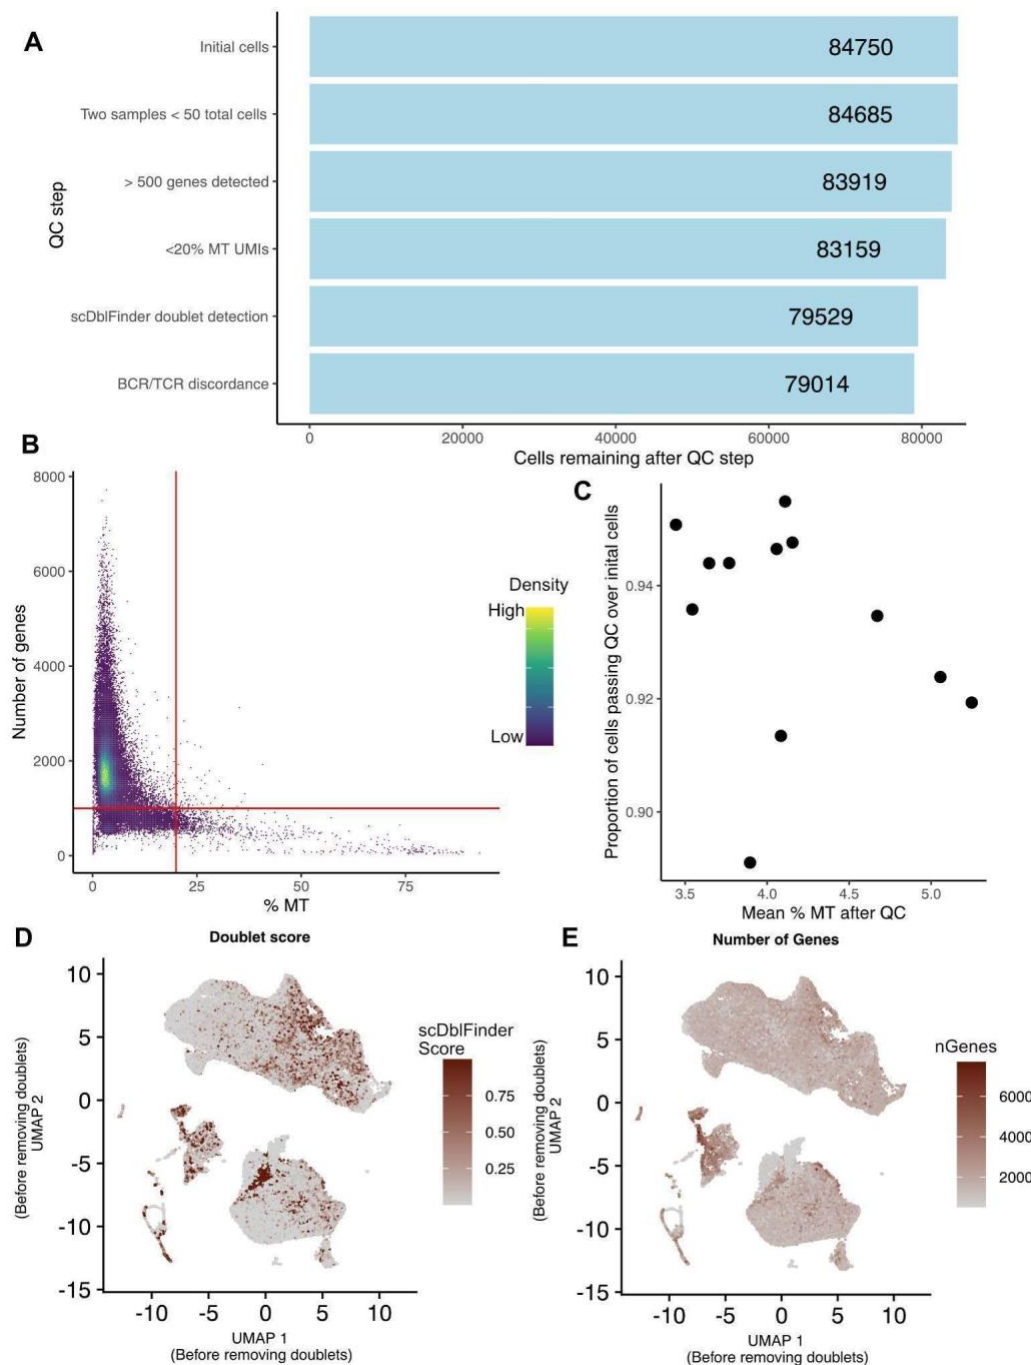 A
QC step
Initial cells
84750
Two samples < 50 total cells
84685
> 500 genes detected
83919
<20% MT UMIs
83159
scDblFinder doublet detection
79529
BCR/TCR discordance
79014
0
20000
40000
60000
80000
Cells remaining after QC step
B
Number of genes
8000
6000
4000
2000
0
0
25
50
75
% MT
Density
High
Low
C
Proportion of cells passing QC over inital cells
0.94
0.92
0.90
3.5
4.0
4.5
5.0
Mean % MT after QC
D
Doublet score
(Before removing doublets)
UMAP 2
10
5
0
-5
-10
-15
-10
-5
0
5
10
UMAP 1
(Before removing doublets)
scDblFinder
Score
0.75
0.50
0.25
E
Number of Genes
(Before removing doublets)
UMAP 2
10
5
0
-5
-10
-15
-10
-5
0
5
10
UMAP 1
(Before removing doublets)
nGenes
6000
4000
2000